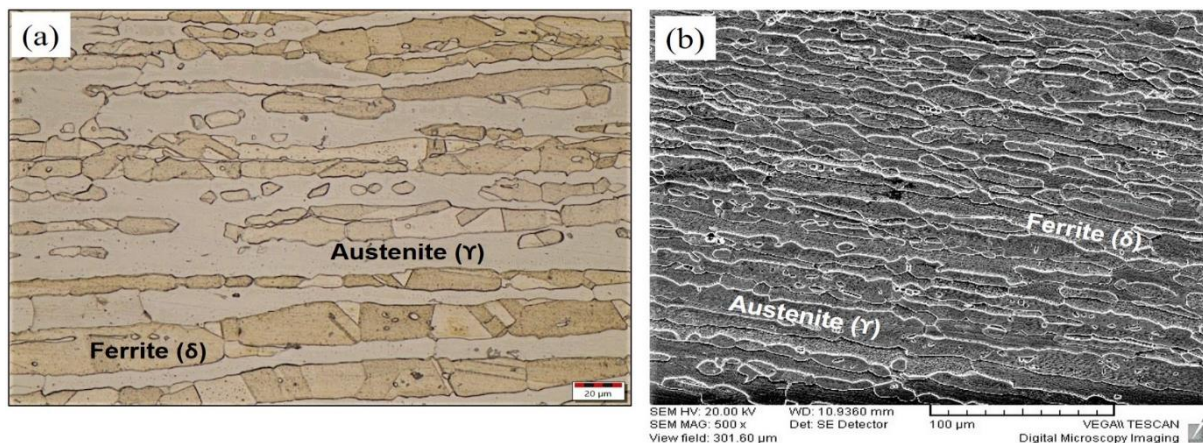 (a)
Austenite (ϒ)
Ferrite (δ)
20 µm
(b)
Ferrite (δ)
Austenite (ϒ)
SEM HV: 20.00 kV WD: 10.9360 mm
SEM MAG: 500 x Det: SE Detector 100 µm VEGA\\ TESCAN
View field: 301.60 µm Digital Microscopy Imaging